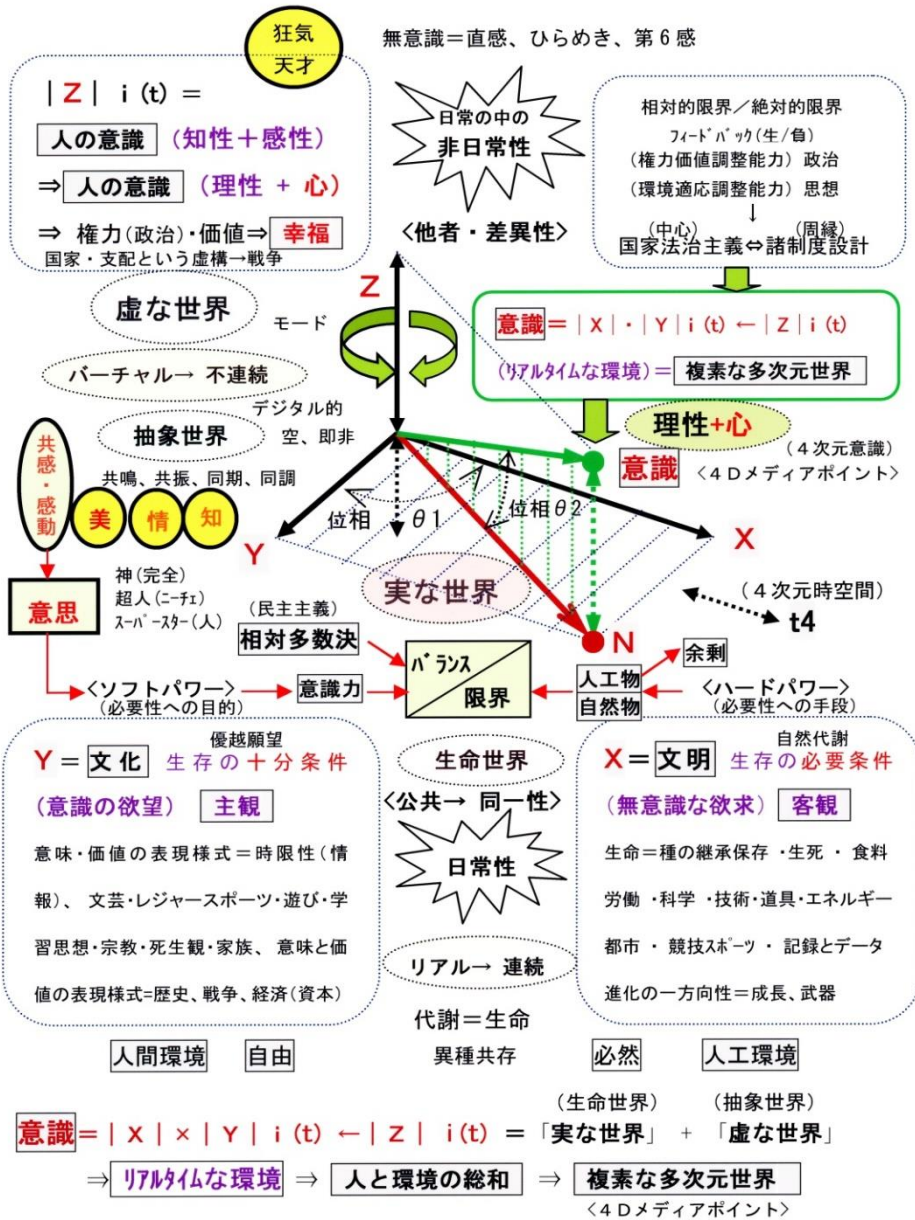 狂気
天才
無意識＝直感、ひらめき、第６感
｜Z｜ i (t) ＝
人の意識 (知性＋感性)
⇒ 人の意識 (理性 + 心)
⇒ 権力(政治)・価値⇒ 幸福
国家・支配という虚構→戦争
日常の中の
非日常性
<他者・差異性>
相対的限界／絶対的限界
フィードバック(生/負)
(権力価値調整能力) 政治
(環境適応調整能力) 思想
↓
(中心) (周縁)
国家法治主義⇔諸制度設計
虚な世界
Z
モード
意識＝｜X｜・｜Y｜i (t) ←｜Z｜i (t)
(リアルタイムな環境)＝ 複素な多次元世界
バーチャル→ 不連続
デジタル的
抽象世界
空、即非
共鳴、共振、同期、同調
共感・感動
美 情 知
理性+心
意識
(４次元意識)
<４Ｄメディアポイント>
位相 θ1
位相θ2
Y
X
実な世界
(４次元時空間)
t4
N
意思
神(完全)
超人(ニーチェ)
スーパースター(人)
(民主主義)
相対多数決
バランス
限界
余剰
人工物
自然物
<ソフトパワー>
(必要性への目的)
意識力
<ハードパワー>
(必要性への手段)
優越願望
Y＝ 文化 生存の十分条件
(意識の欲望) 主観
意味・価値の表現様式＝時限性(情
報)、 文芸・レジャースポーツ・遊び・学
習思想・宗教・死生観・家族、 意味と価
値の表現様式=歴史、戦争、経済(資本)
生命世界
<公共→ 同一性>
日常性
リアル→ 連続
代謝＝生命
異種共存
自然代謝
X＝文明 生存の必要条件
(無意識な欲求) 客観
生命=種の継承保存 ・生死 ・ 食料
労働 ・科学 ・技術・道具・エネルギー
都市 ・ 競技スポーツ ・ 記録とデータ
進化の一方向性＝成長、武器
人間環境 自由
必然 人工環境
(生命世界) (抽象世界)
意識＝｜X｜×｜Y｜i (t) ←｜Z｜ i (t) ＝「実な世界」 + 「虚な世界」
⇒リアルタイムな環境 ⇒ 人と環境の総和 ⇒ 複素な多次元世界
<４Ｄメディアポイント>